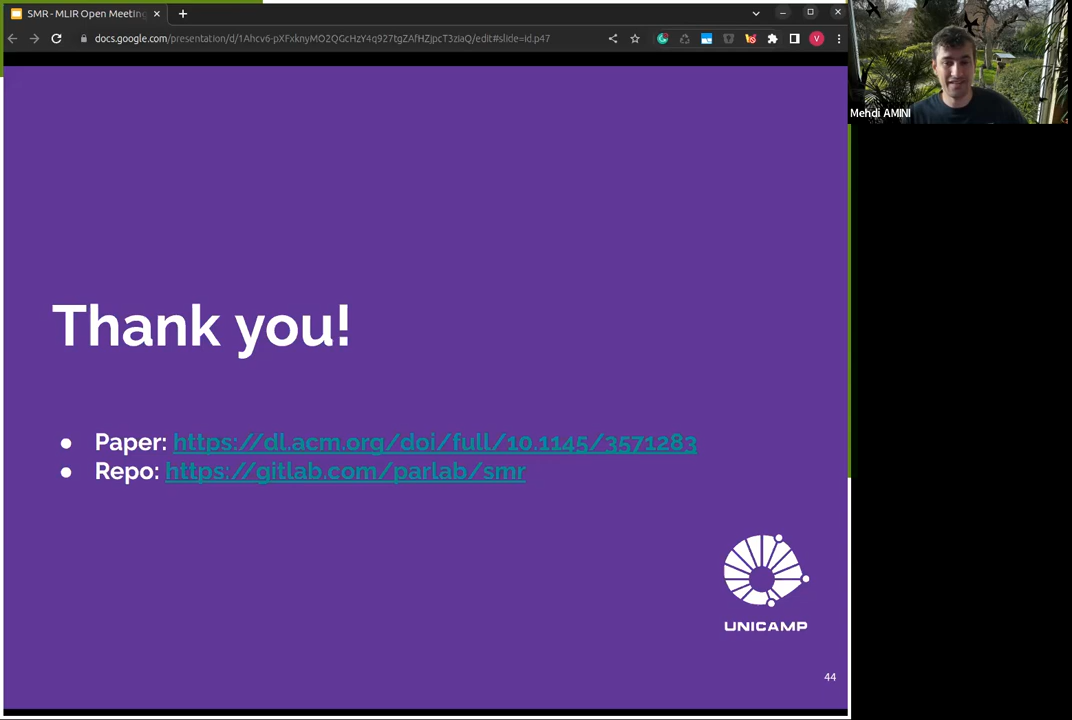 SMR - MLIR Open Meeting
docs.google.com/presentation/d/1Ahcv6-pXFxknyMO2QGcHzY4q927tgZAfHZjpcT3ziaQ/edit#slide=id.p47
V
Mehdi AMINI
Thank you!
● Paper: https://dl.acm.org/doi/full/10.1145/3571283
● Repo: https://gitlab.com/parlab/smr
UNICAMP
44